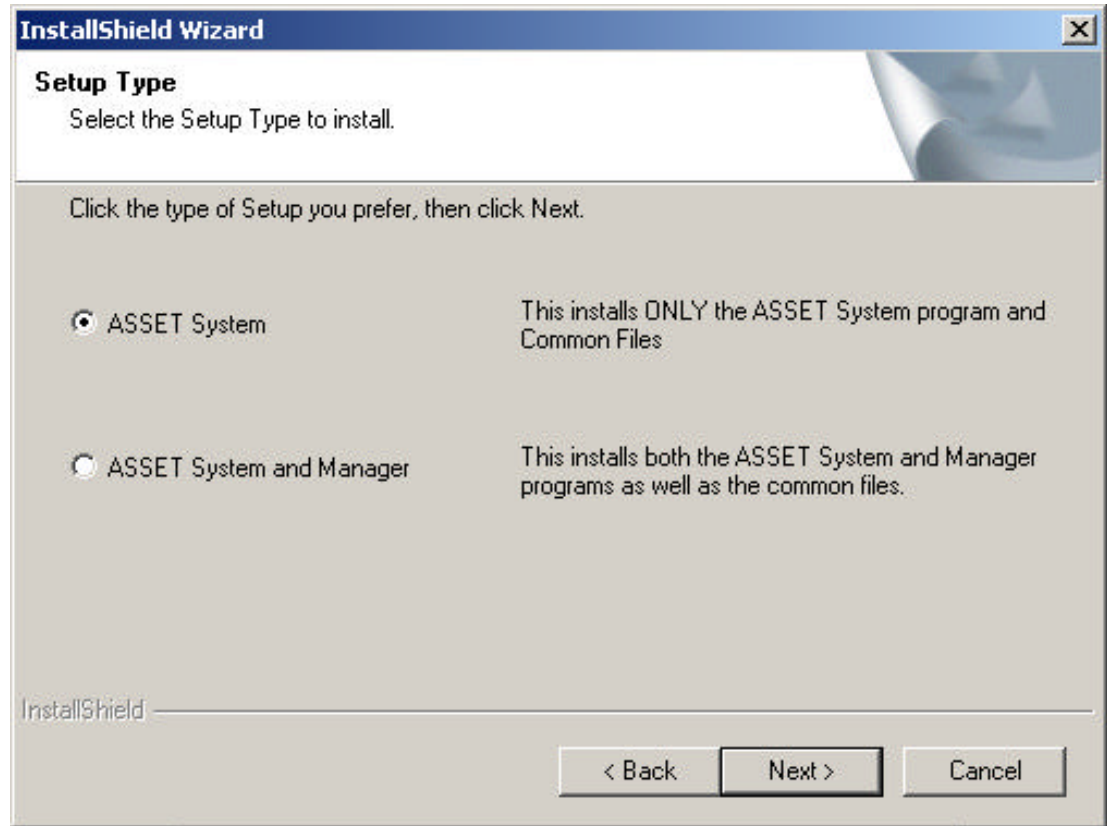 InstallShield Wizard
Setup Type
Select the Setup Type to install.
Click the type of Setup you prefer, then click Next.
ASSET System
This installs ONLY the ASSET System program and
Common Files
ASSET System and Manager
This installs both the ASSET System and Manager
programs as well as the common files.
InstallShield
< Back
Next >
Cancel